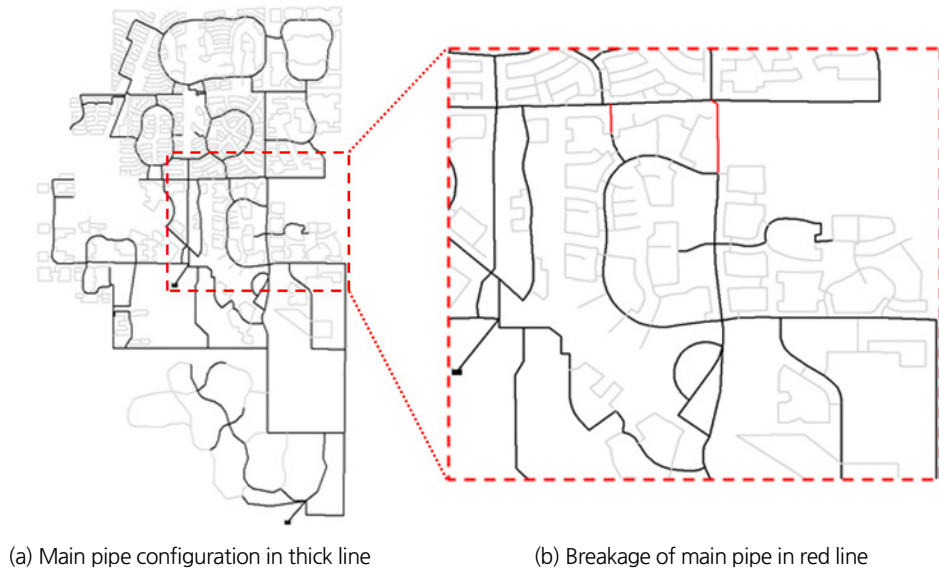 (a) Main pipe configuration in thick line
(b) Breakage of main pipe in red line